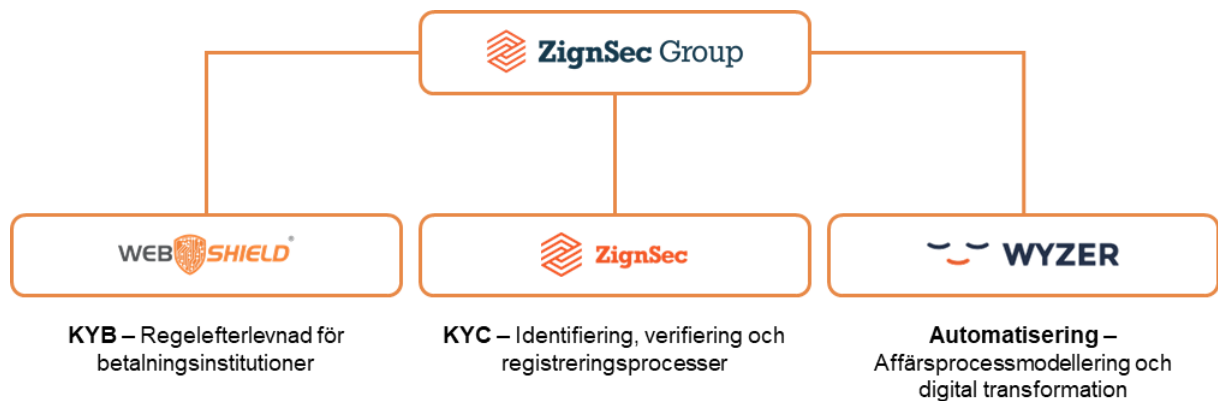 ZignSec Group
WEB SHIELD®
ZignSec
WYZER
KYB – Regelefterlevnad för
betalningsinstitutioner
KYC – Identifiering, verifiering och
registreringsprocesser
Automatisering –
Affärsprocessmodellering och
digital transformation